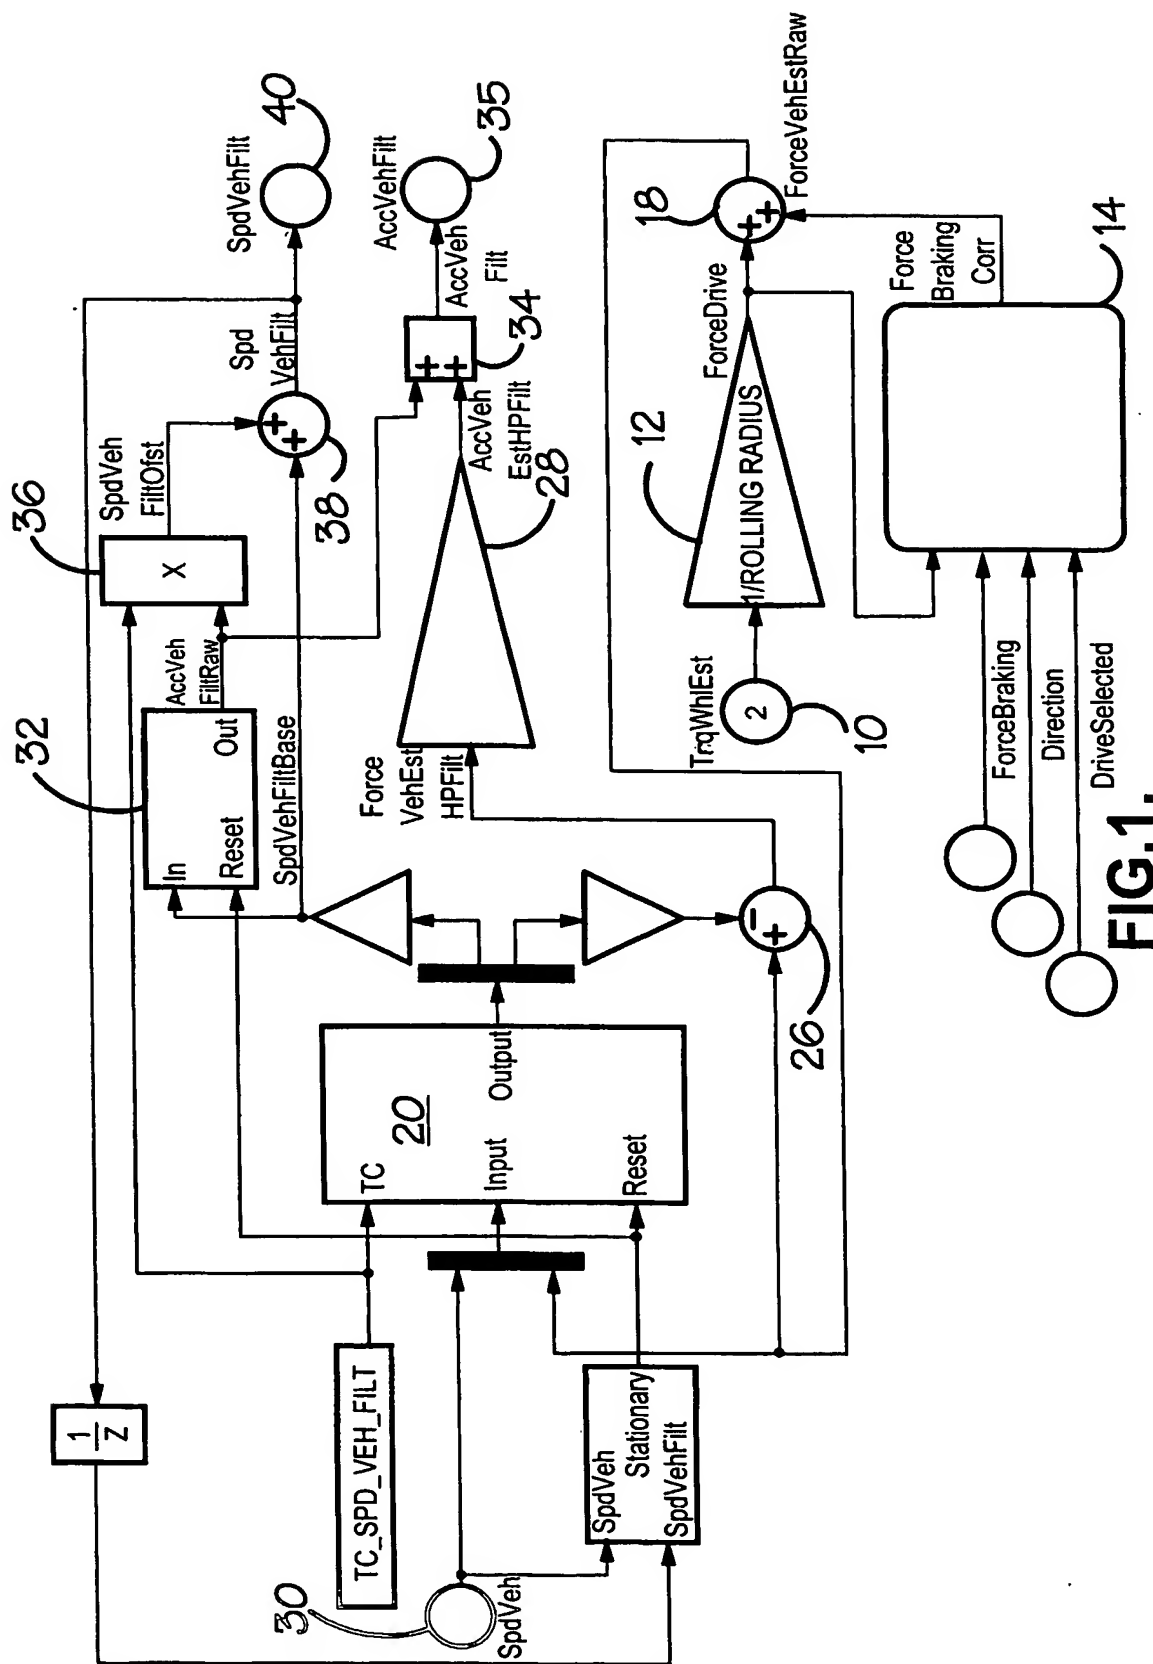 1
Z
TC_SPD_VEH_FILT
30
SpdVeh
SpdVeh
Stationary
SpdVehFilt
TC
Input
Reset
20
Output
32
In
Reset
Out
AccVeh
FiltRaw
SpdVehFiltBase
36
X
SpdVeh
FiltOfst
+
+
38
Spd
VehFilt
SpdVehFilt
40
Force
VehEst
HPFilt
28
AccVeh
EstHPFilt
+
+
34
AccVeh
Filt
AccVehFilt
35
-
+
26
TrqWhlEst
2
10
12
1/ROLLING RADIUS
ForceDrive
18
+
+
ForceVehEstRaw
ForceBraking
Direction
DriveSelected
Force
Braking
Corr
14
FIG.1.